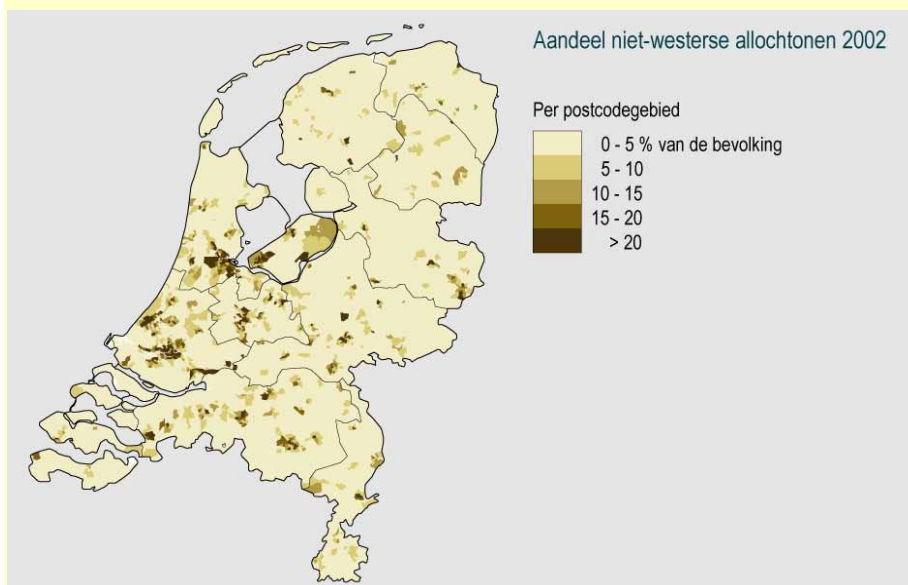 Aandeel niet-westerse allochtonen 2002
Per postcodegebied
0 - 5 % van de bevolking
5 - 10
10 - 15
15 - 20
> 20